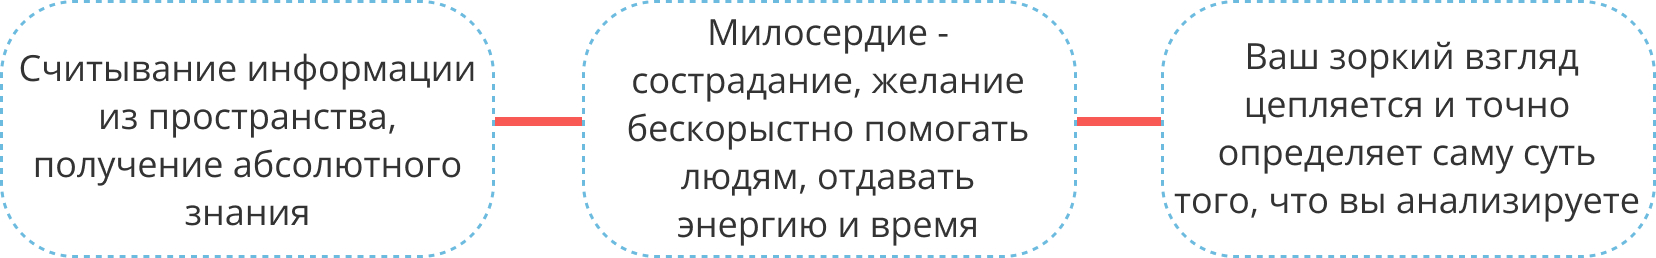 Считывание информации
из пространства,
получение абсолютного
знания
Милосердие -
сострадание, желание
бескорыстно помогать
людям, отдавать
энергию и время
Ваш зоркий взгляд
цепляется и точно
определяет саму суть
того, что вы анализируете